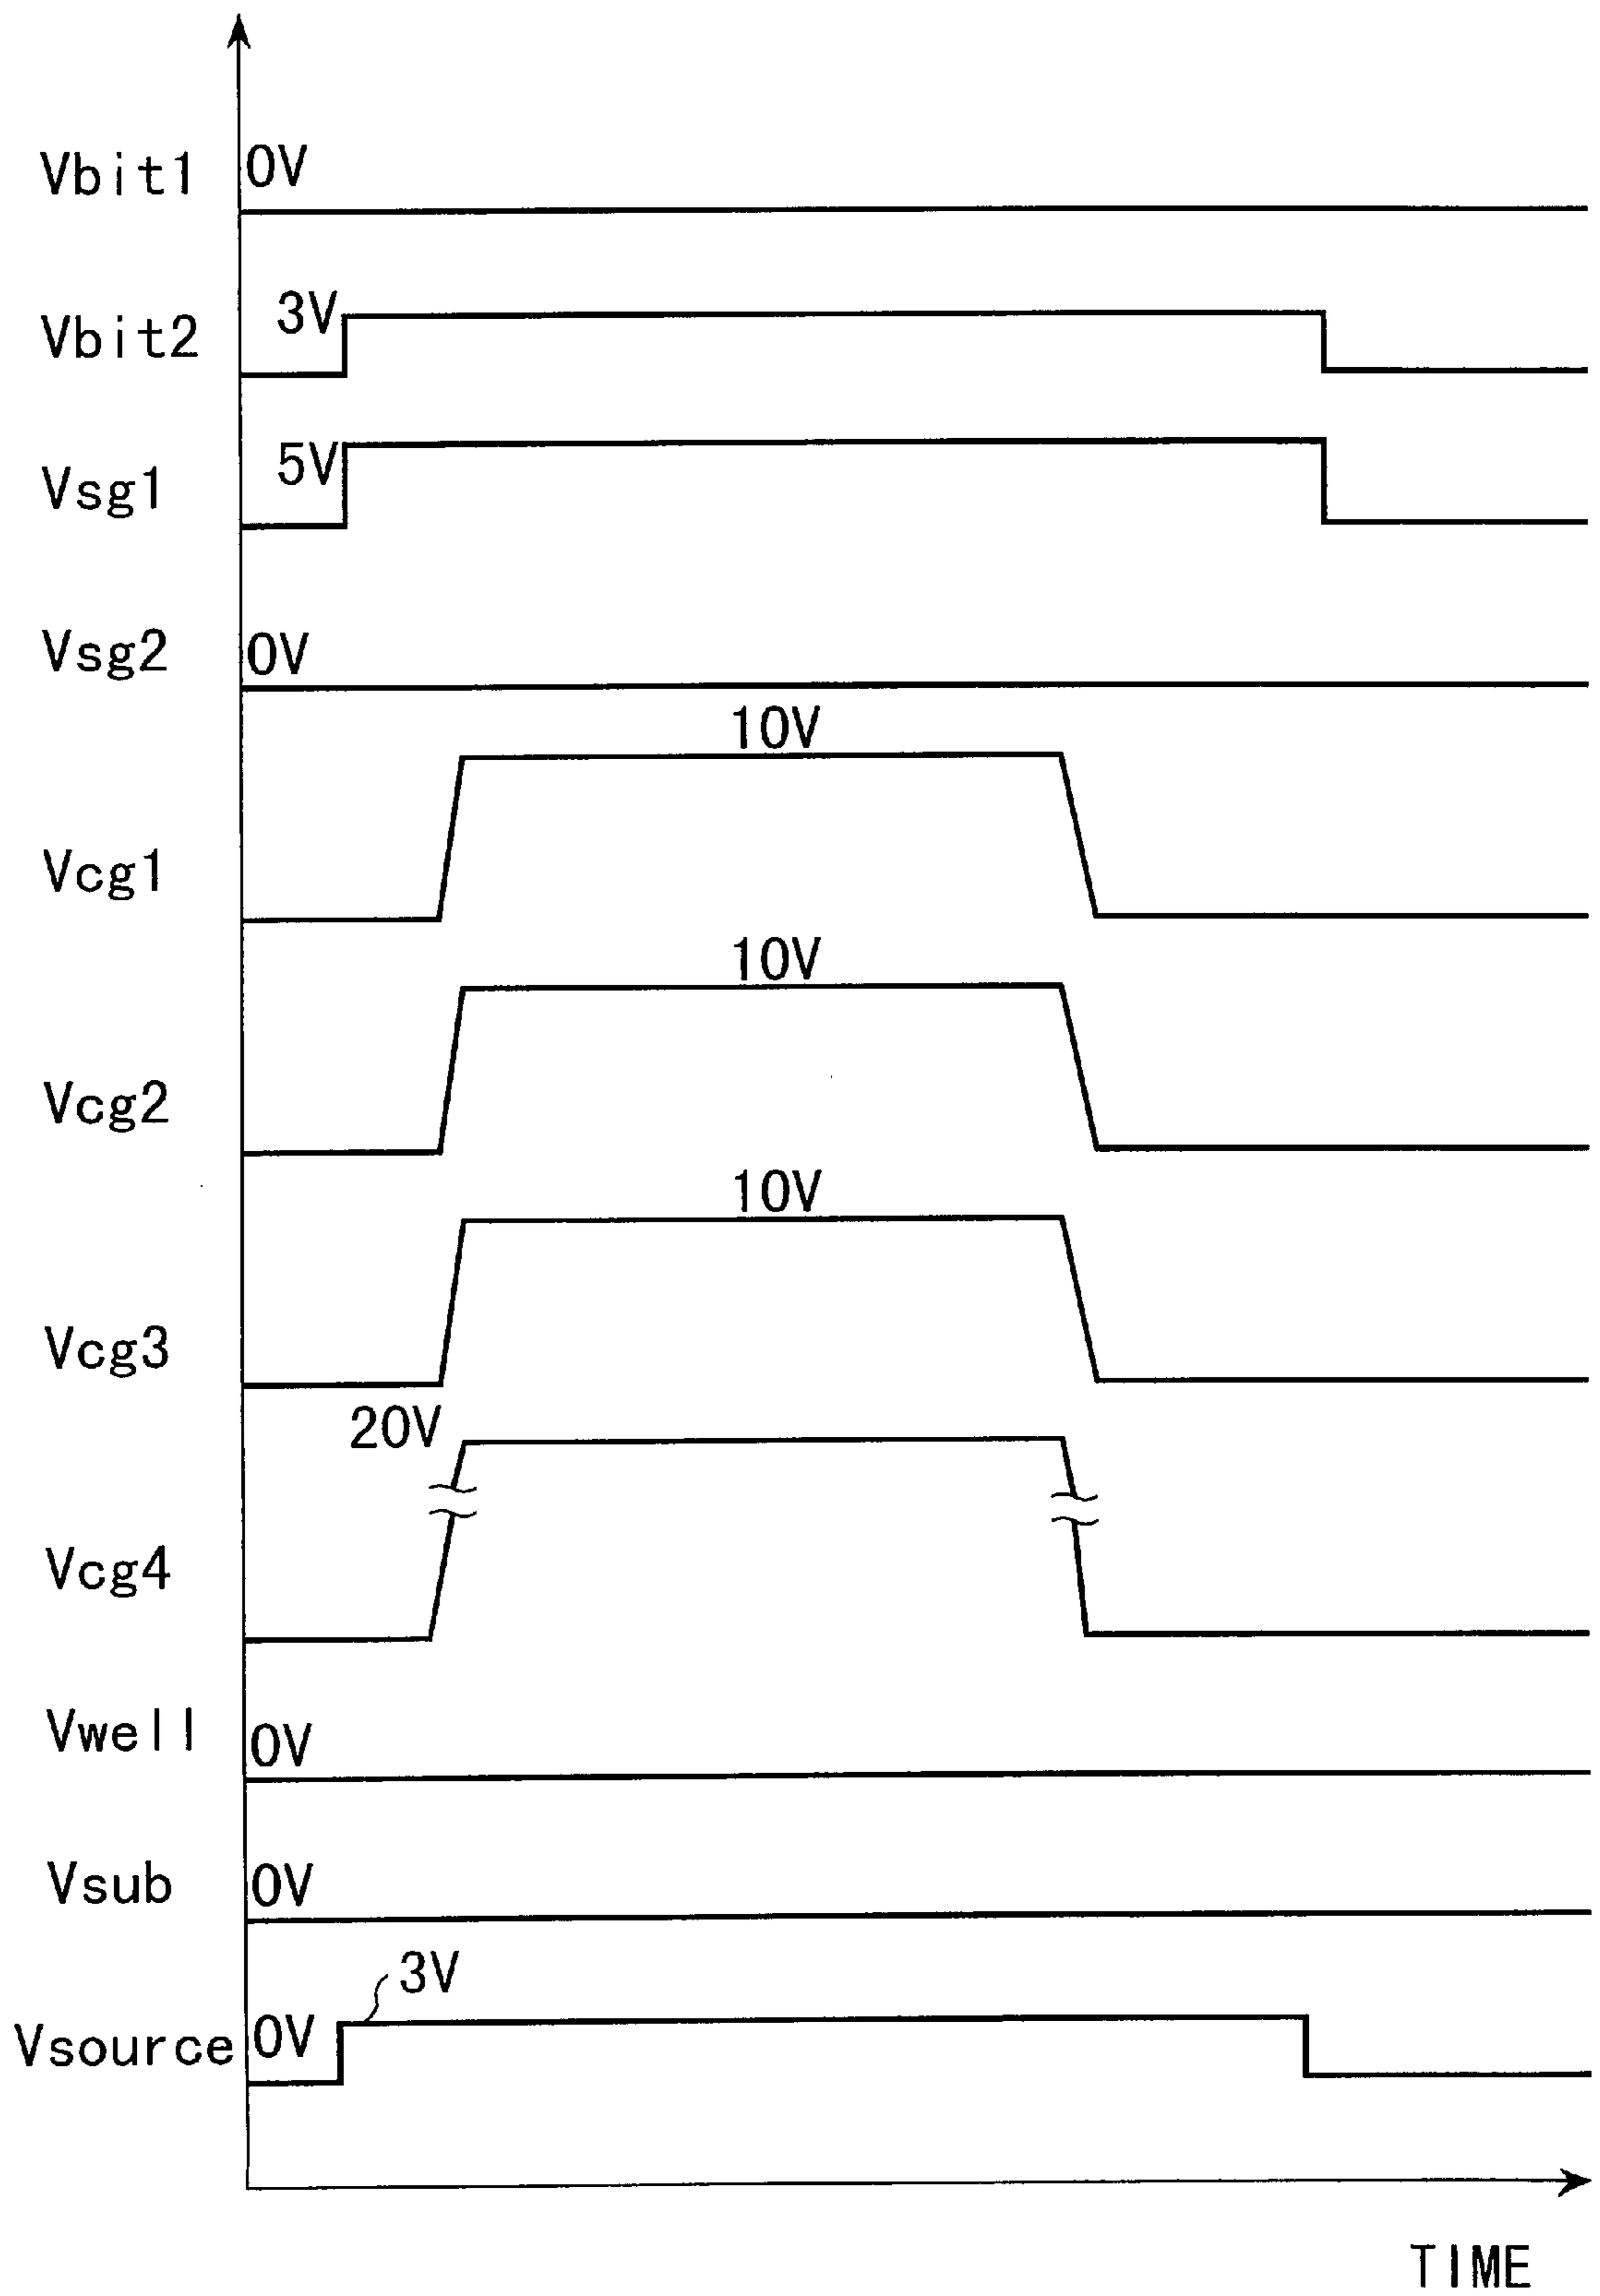 Vbit1 0V
Vbit2 3V
Vsg1 5V
Vsg2 0V
10V
Vcg1
10V
Vcg2
10V
Vcg3
20V
Vcg4
Vwell 0V
Vsub 0V
3V
Vsource 0V
TIME